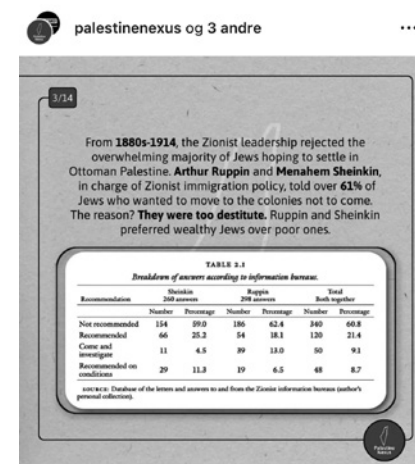 palestinenexus og 3 andre
3/14
From 1880s-1914, the Zionist leadership rejected the
overwhelming majority of Jews hoping to settle in
Ottoman Palestine. Arthur Ruppin and Menahem Sheinkin,
in charge of Zionist immigration policy, told over 61% of
Jews who wanted to move to the colonies not to come.
The reason? They were too destitute. Ruppin and Sheinkin
preferred wealthy Jews over poor ones.
TABLE 2.1
Breakdown of answers according to information bureaus.
Sheinkin Ruppin Total
Recommendation 260 answers 298 answers Both together
Number Percentage Number Percentage Number Percentage
Not recommended 154 59.0 186 62.4 340 60.8
Recommended 66 25.2 54 18.1 120 21.4
Come and
investigate 11 4.5 39 13.0 50 9.1
Recommended on
conditions 29 11.3 19 6.5 48 8.7
SOURCE: Database of the letters and answers to and from the Zionist information bureaus (author's
personal collection).
Palestine
Nexus